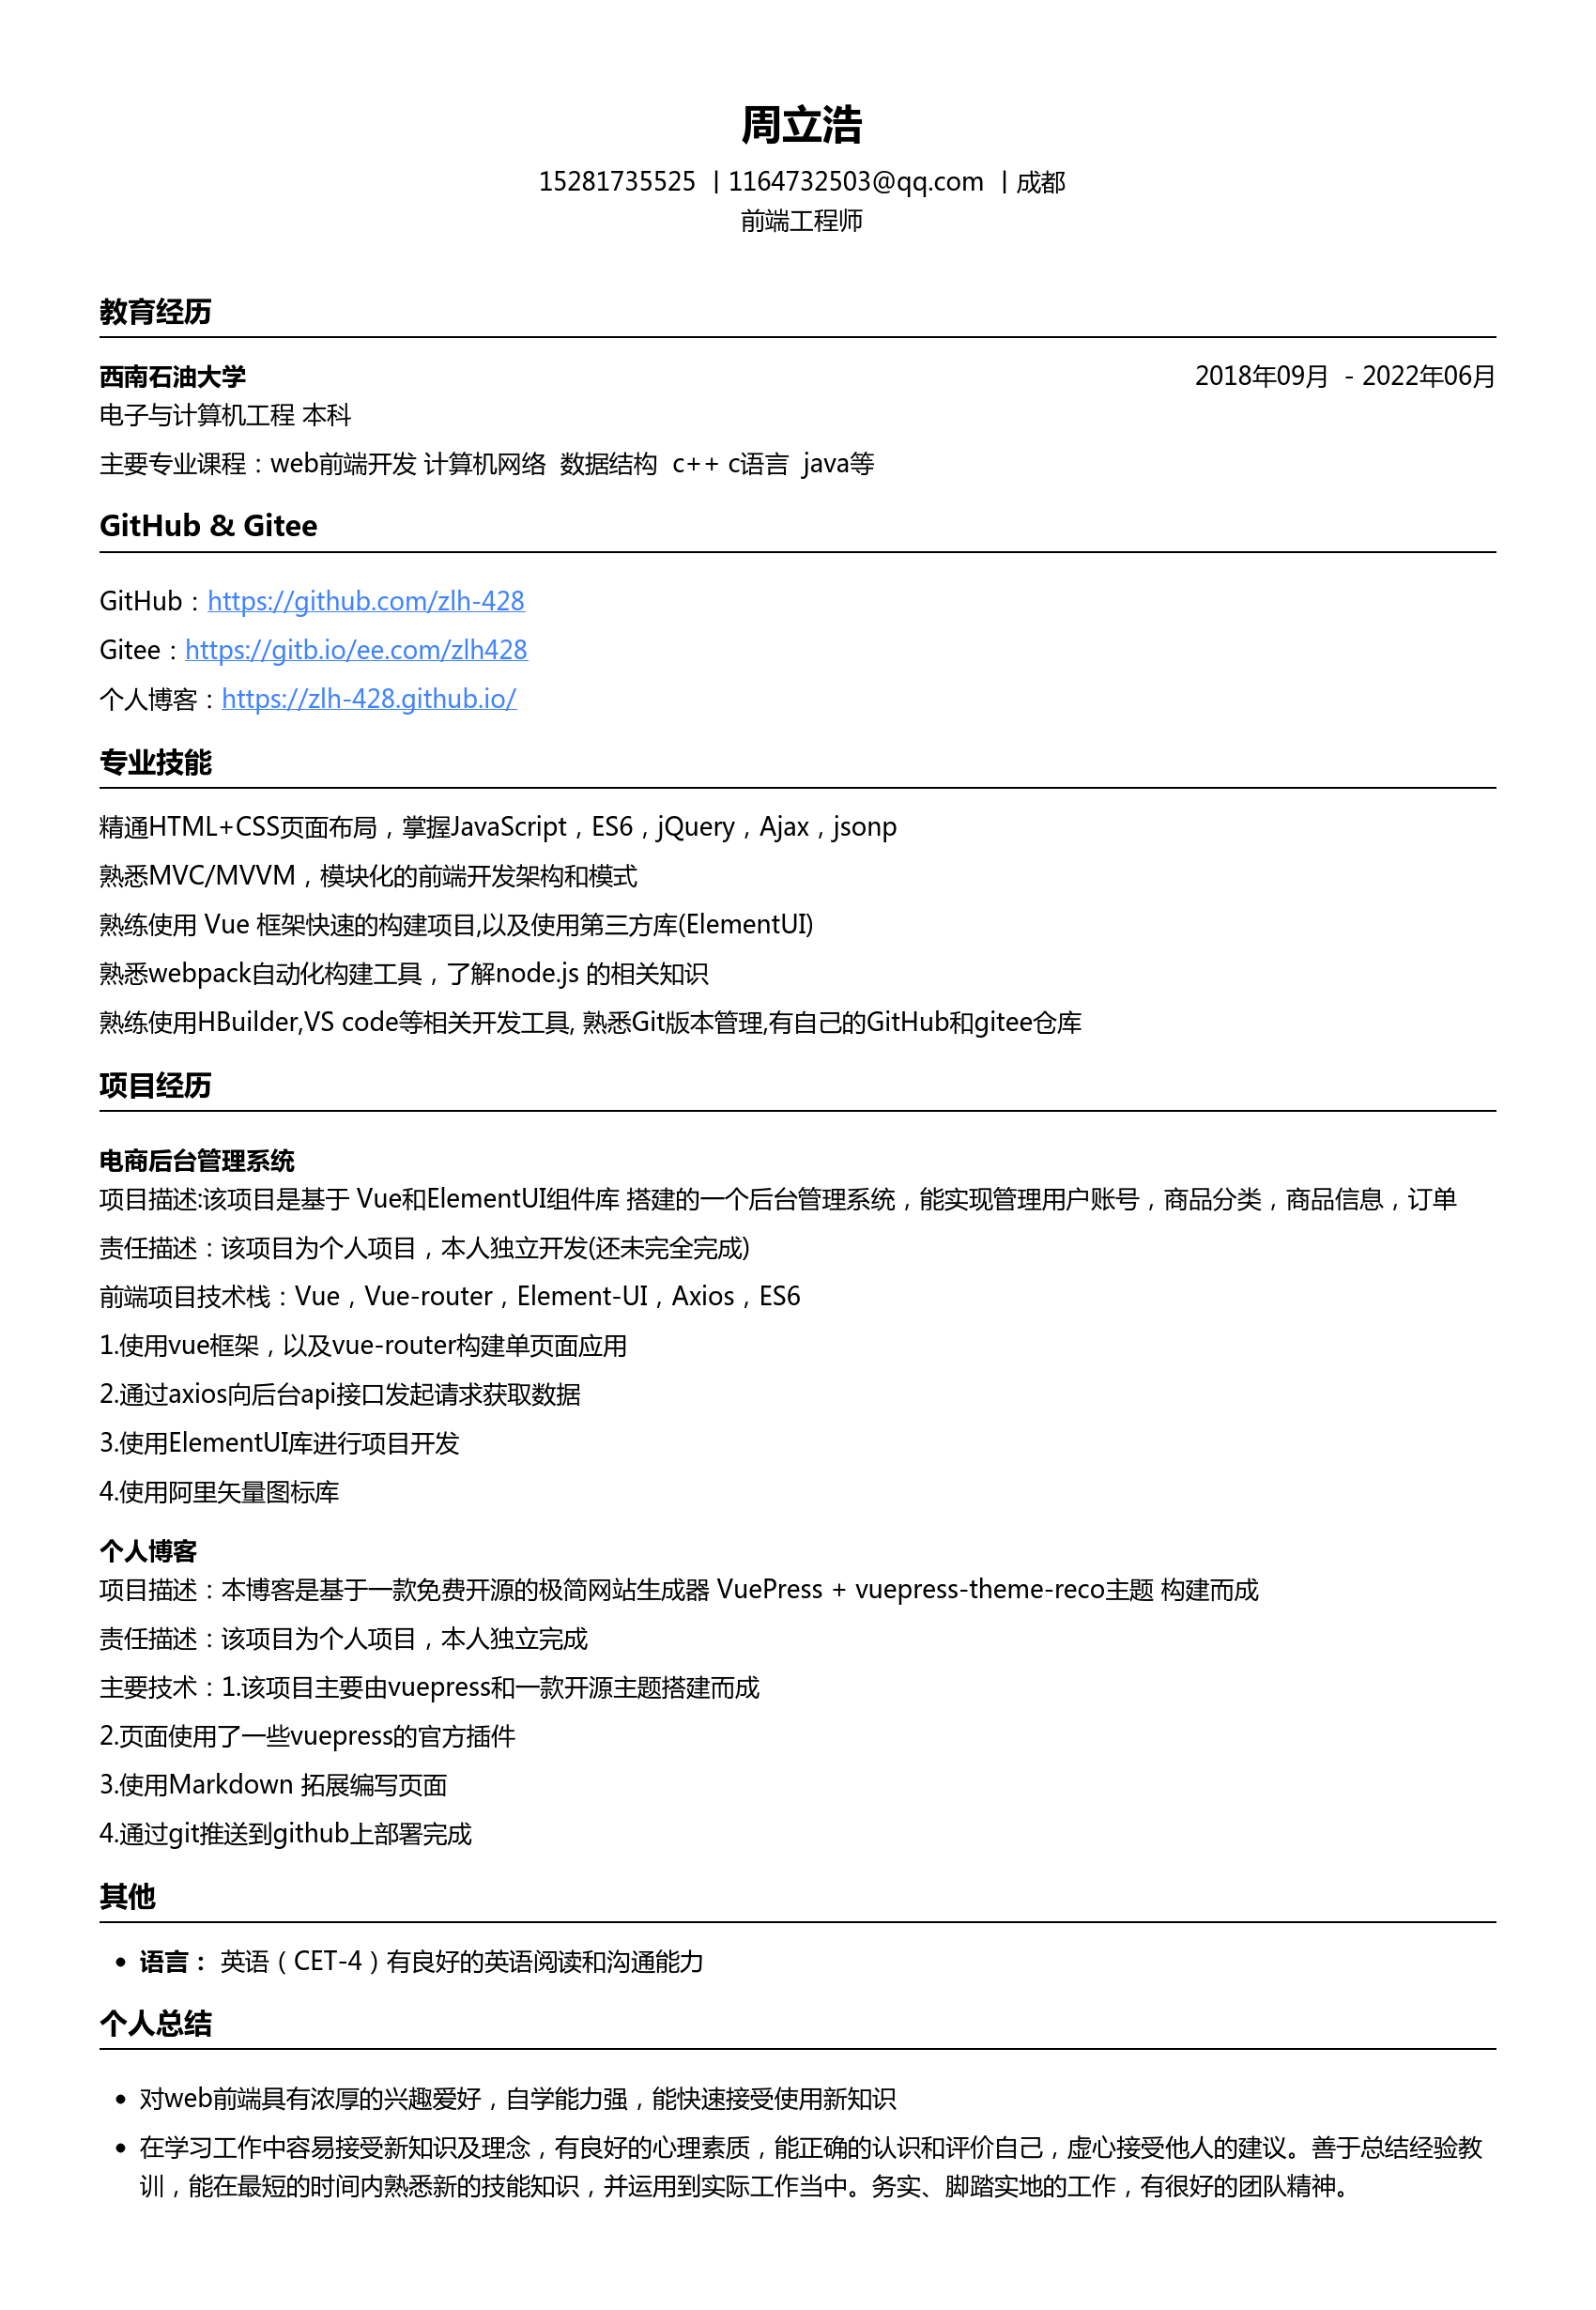 周立浩
15281735525 | 1164732503@qq.com | 成都
前端工程师
教育经历
西南石油大学 2018年09月 - 2022年06月
电子与计算机工程 本科
主要专业课程：web前端开发 计算机网络 数据结构 c++ c语言 java等
GitHub & Gitee
GitHub：https://github.com/zlh-428
Gitee：https://gitb.io/ee.com/zlh428
个人博客：https://zlh-428.github.io/
专业技能
精通HTML+CSS页面布局，掌握JavaScript，ES6，jQuery，Ajax，jsonp
熟悉MVC/MVVM，模块化的前端开发架构和模式
熟练使用 Vue 框架快速的构建项目,以及使用第三方库(ElementUI)
熟悉webpack自动化构建工具，了解node.js 的相关知识
熟练使用HBuilder,VS code等相关开发工具, 熟悉Git版本管理,有自己的GitHub和gitee仓库
项目经历
电商后台管理系统
项目描述:该项目是基于 Vue和ElementUI组件库 搭建的一个后台管理系统，能实现管理用户账号，商品分类，商品信息，订单
责任描述：该项目为个人项目，本人独立开发(还未完全完成)
前端项目技术栈：Vue，Vue-router，Element-UI，Axios，ES6
1.使用vue框架，以及vue-router构建单页面应用
2.通过axios向后台api接口发起请求获取数据
3.使用ElementUI库进行项目开发
4.使用阿里矢量图标库
个人博客
项目描述：本博客是基于一款免费开源的极简网站生成器 VuePress + vuepress-theme-reco主题 构建而成
责任描述：该项目为个人项目，本人独立完成
主要技术：1.该项目主要由vuepress和一款开源主题搭建而成
2.页面使用了一些vuepress的官方插件
3.使用Markdown 拓展编写页面
4.通过git推送到github上部署完成
其他
• 语言： 英语（CET-4）有良好的英语阅读和沟通能力
个人总结
• 对web前端具有浓厚的兴趣爱好，自学能力强，能快速接受使用新知识
• 在学习工作中容易接受新知识及理念，有良好的心理素质，能正确的认识和评价自己，虚心接受他人的建议。善于总结经验教
训，能在最短的时间内熟悉新的技能知识，并运用到实际工作当中。务实、脚踏实地的工作，有很好的团队精神。